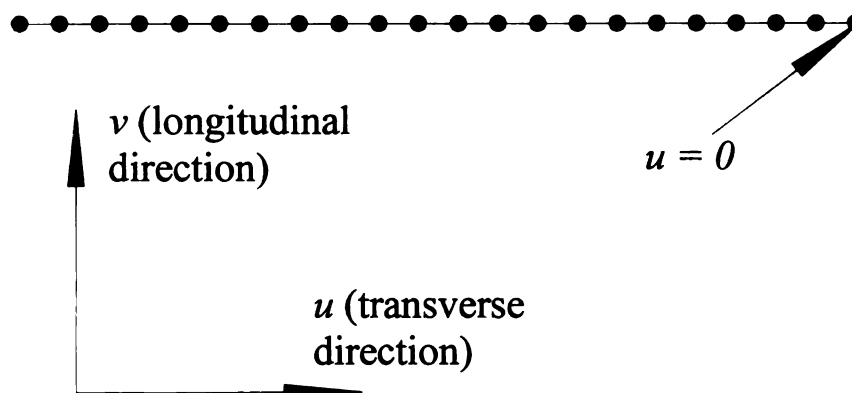 v (longitudinal
direction)
u = 0
u (transverse
direction)